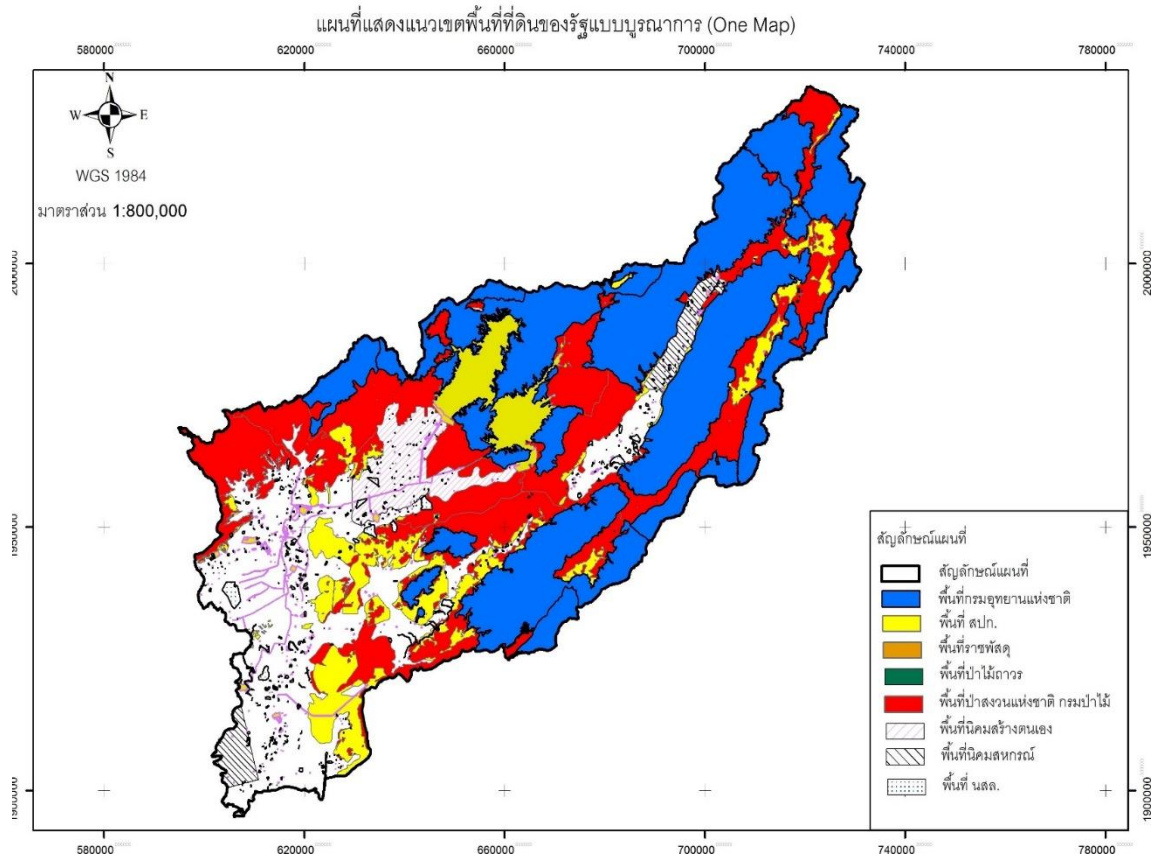 แผนที่แสดงแนวเขตพื้นที่ที่ดินของรัฐแบบบูรณาการ (One Map)
580000 620000 660000 700000 740000 780000
N
W E
S
WGS 1984
มาตราส่วน 1:800,000
2000000 2000000
1950000 1950000
1900000 1900000
สัญลักษณ์แผนที่
สัญลักษณ์แผนที่
พื้นที่กรมอุทยานแห่งชาติ
พื้นที่ สปก.
พื้นที่ราชพัสดุ
พื้นที่ป่าไม้ถาวร
พื้นที่ป่าสงวนแห่งชาติ กรมป่าไม้
พื้นที่นิคมสร้างตนเอง
พื้นที่นิคมสหกรณ์
พื้นที่ นสล.
580000 620000 660000 700000 740000 780000